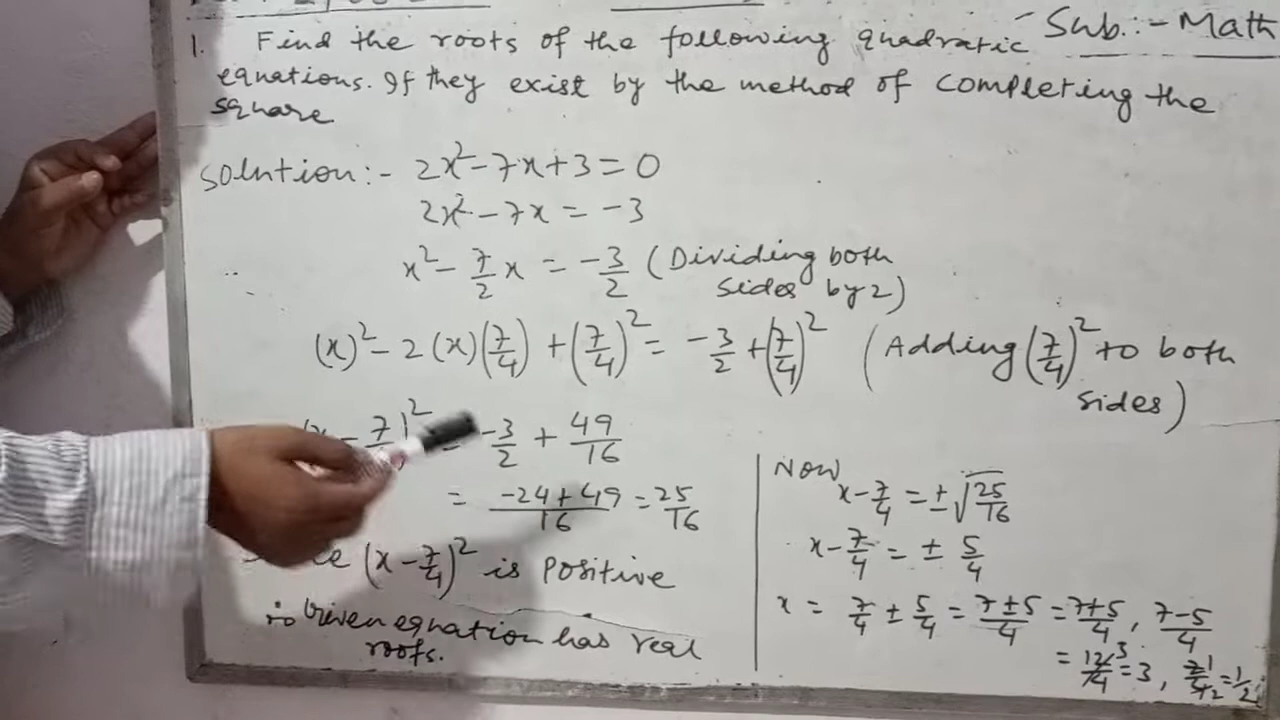 Sub.:- Math
1. Find the roots of the following quadratic
equations. If they exist by the method of completing the
square
Solution:- 2x² - 7x + 3 = 0
2x² - 7x = -3
x² - 7/2 x = -3/2 (Dividing both
sides by 2)
(x)² - 2(x)(7/4) + (7/4)² = -3/2 + (7/4)² (Adding (7/4)² to both
sides)
7 )² = -3/2 + 49/16
= (-24+49)/16 = 25/16
(x - 7/4)² is positive
∴ Given equation has real
roots.
Now
x - 7/4 = ±√(25/16)
x - 7/4 = ± 5/4
x = 7/4 ± 5/4 = (7±5)/4 = (7+5)/4, (7-5)/4
= 12/4 = 3, 2/4 = 1/2